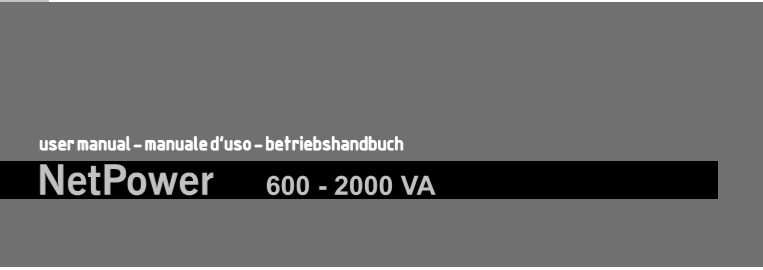 user manual – manuale d'uso – betriebshandbuch
NetPower 600 - 2000 VA